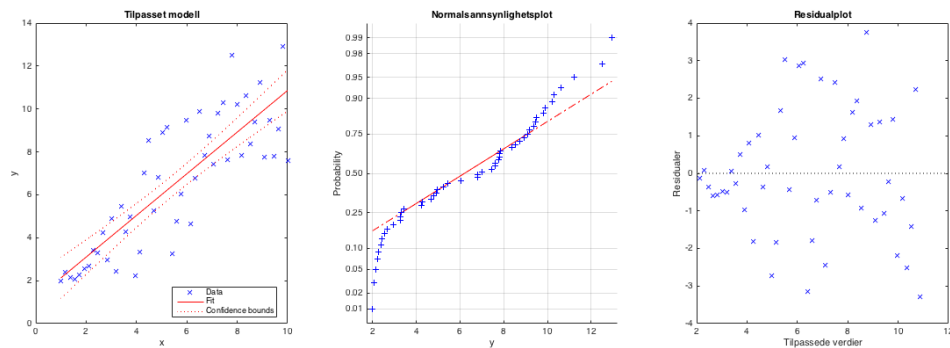 Tilpasset modell
14
12
10
8
6
4
2
0
y
0 2 4 6 8 10
x
Data
Fit
Confidence bounds
Normalsannsynlighetsplot
0.99
0.98
0.95
0.90
0.75
0.50
0.25
0.10
0.05
0.02
0.01
Probability
2 4 6 8 10 12
y
Residualplot
4
3
2
1
0
-1
-2
-3
-4
Residualer
2 4 6 8 10 12
Tilpassede verdier